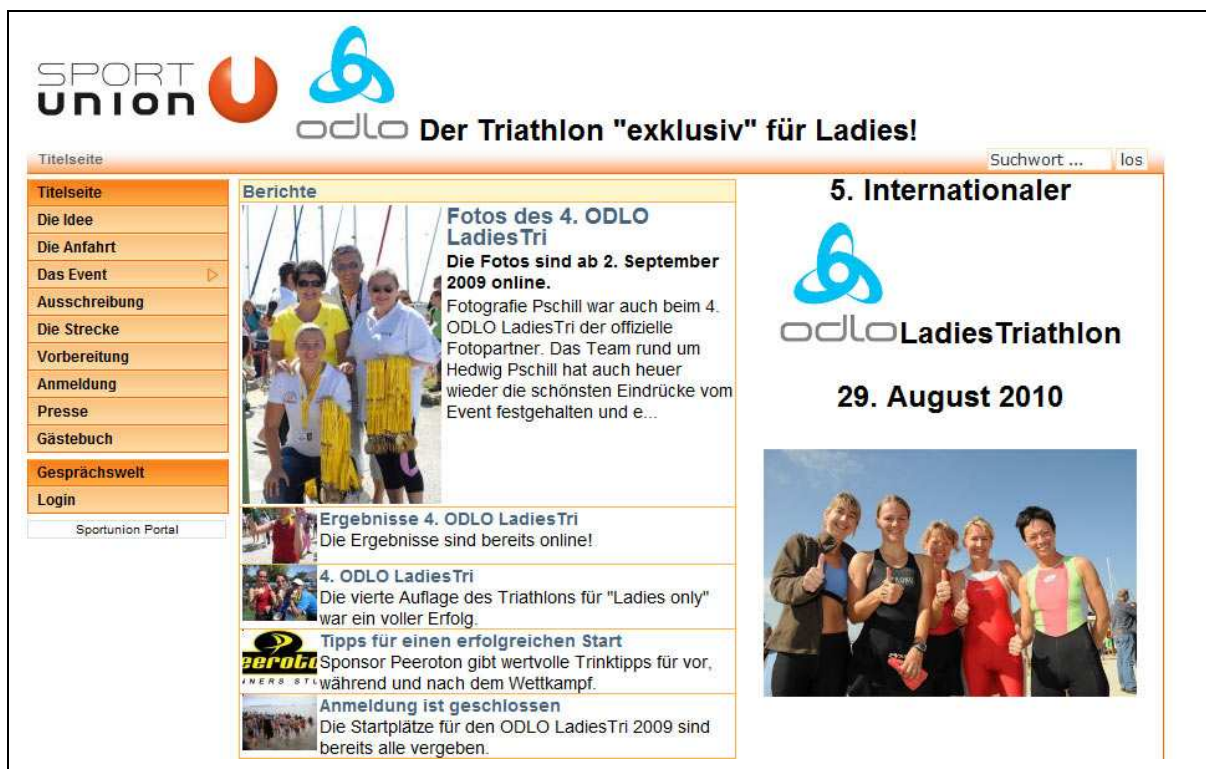 SPORT
union
odlo Der Triathlon "exklusiv" für Ladies!
Titelseite
Suchwort ... los
Titelseite
Die Idee
Die Anfahrt
Das Event
Ausschreibung
Die Strecke
Vorbereitung
Anmeldung
Presse
Gästebuch
Gesprächswelt
Login
Sportunion Portal
Berichte
Fotos des 4. ODLO
LadiesTri
Die Fotos sind ab 2. September
2009 online.
Fotografie Pschill war auch beim 4.
ODLO LadiesTri der offizielle
Fotopartner. Das Team rund um
Hedwig Pschill hat auch heuer
wieder die schönsten Eindrücke vom
Event festgehalten und e...
Ergebnisse 4. ODLO LadiesTri
Die Ergebnisse sind bereits online!
4. ODLO LadiesTri
Die vierte Auflage des Triathlons für "Ladies only"
war ein voller Erfolg.
eeroto
NNERS ST
Tipps für einen erfolgreichen Start
Sponsor Peeroton gibt wertvolle Trinktipps für vor,
während und nach dem Wettkampf.
Anmeldung ist geschlossen
Die Startplätze für den ODLO LadiesTri 2009 sind
bereits alle vergeben.
5. Internationaler
odlo LadiesTriathlon
29. August 2010